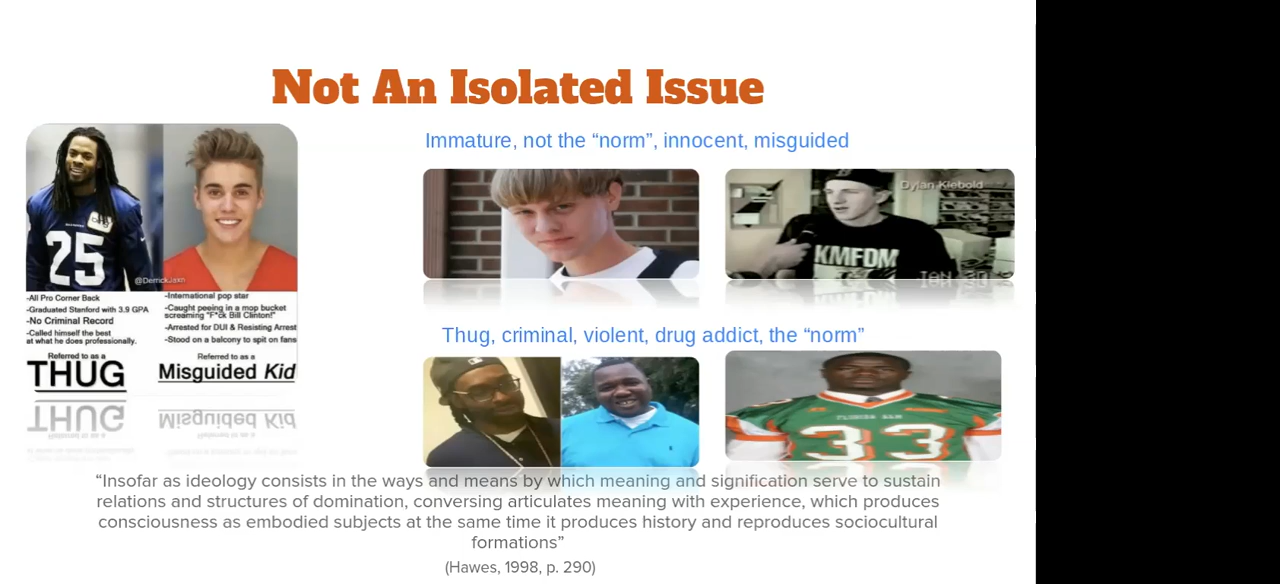 Not An Isolated Issue
Immature, not the “norm”, innocent, misguided
Dylan Klebold
KMFDM
25
@DerrickJaxn
-All Pro Corner Back
-Graduated Stanford with 3.9 GPA
-No Criminal Record
-Called himself the best
at what he does professionally.
Referred to as a
THUG
-International pop star
-Caught peeing in a mop bucket
screaming "F*ck Bill Clinton!"
-Arrested for DUI & Resisting Arrest
-Stood on a balcony to spit on fans
Referred to as a
Misguided Kid
Thug, criminal, violent, drug addict, the “norm”
FLORIDA A&M
33
“Insofar as ideology consists in the ways and means by which meaning and signification serve to sustain
relations and structures of domination, conversing articulates meaning with experience, which produces
consciousness as embodied subjects at the same time it produces history and reproduces sociocultural
formations”
(Hawes, 1998, p. 290)